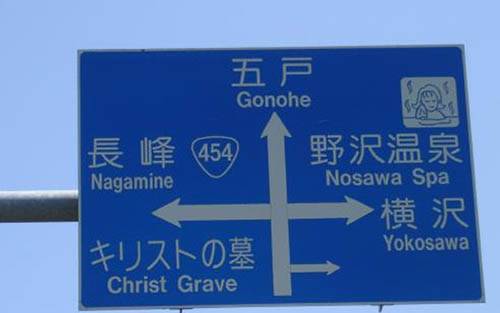 五戸
Gonohe
長峰
Nagamine
454
野沢温泉
Nosawa Spa
横沢
Yokosawa
キリストの墓
Christ Grave